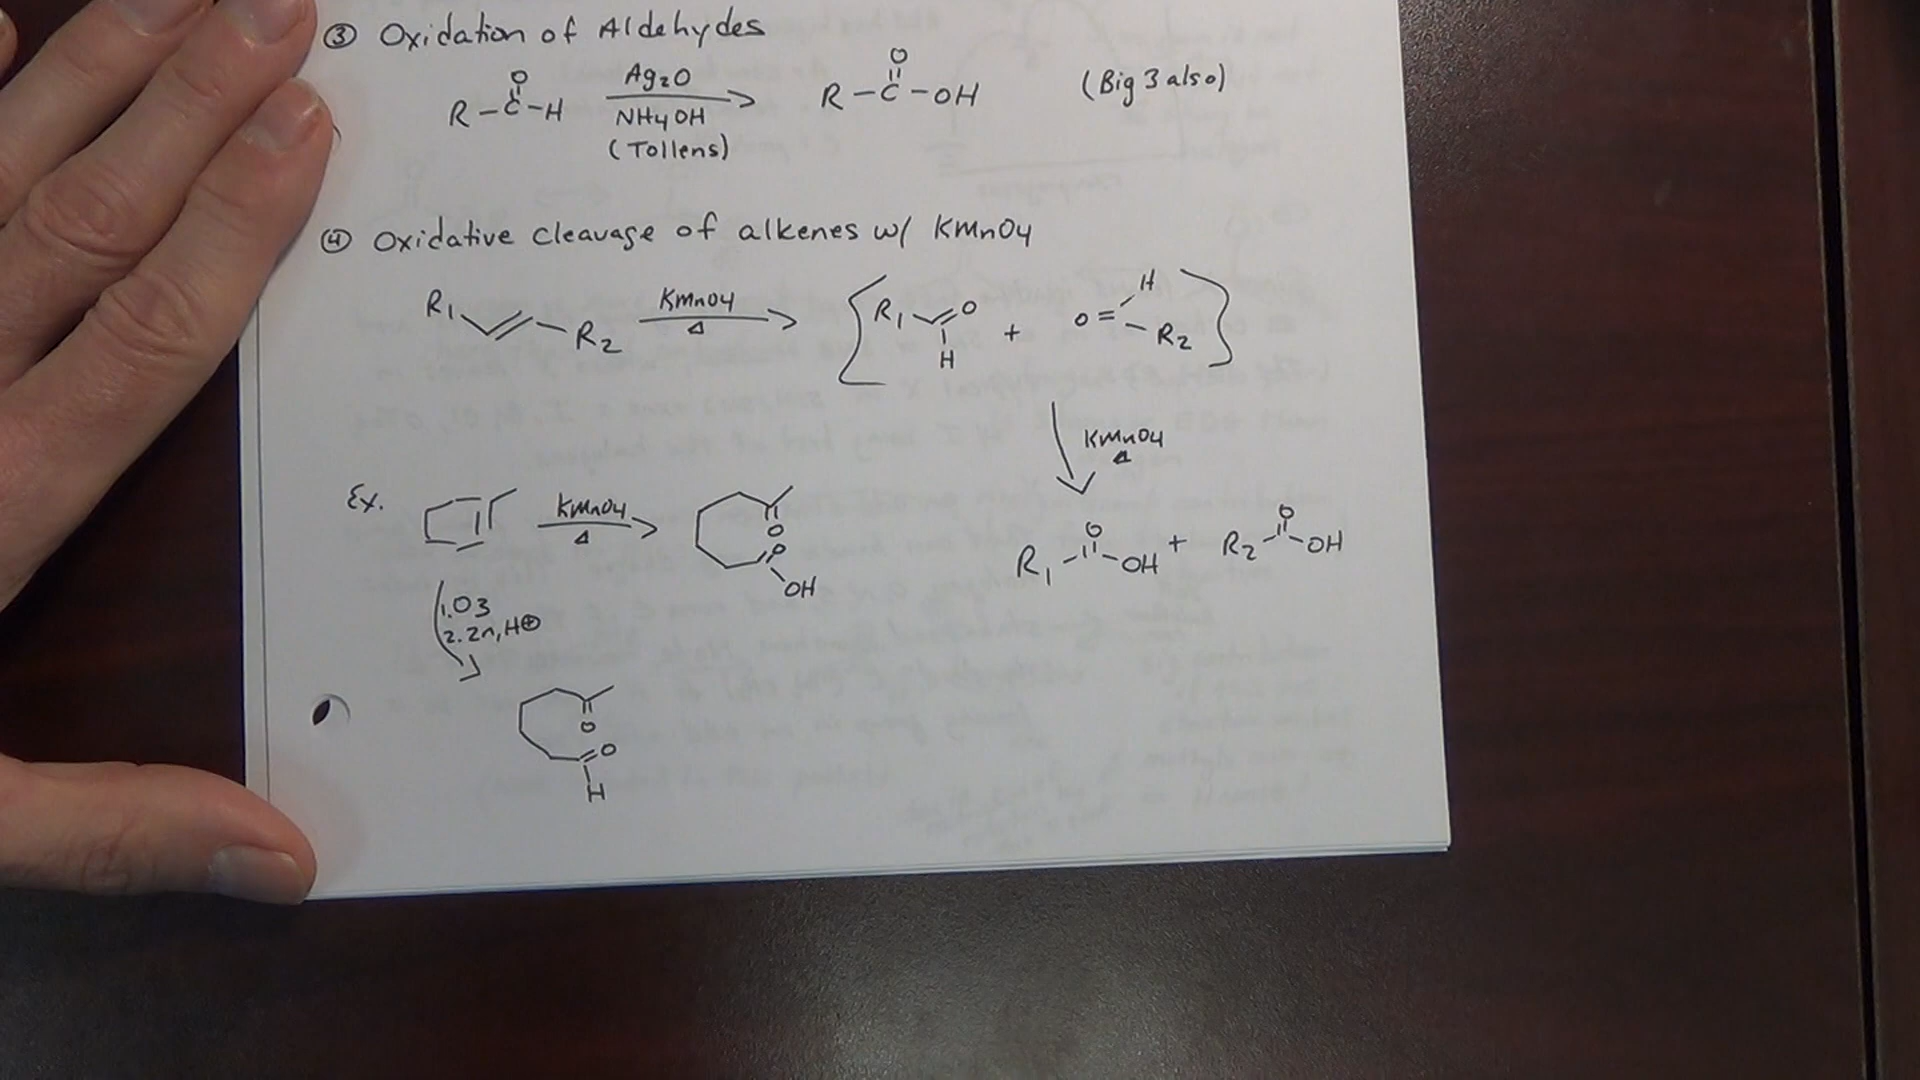 ③ Oxidation of Aldehydes
R-C(=O)-H Ag₂O R-C(=O)-OH (Big 3 also)
NH4OH
(Tollens)
④ Oxidative cleavage of alkenes w/ KMnO4
R₁ R₂ KMnO4 Δ R₁ O H + O= H R₂
KMnO4
Δ
Ex. KMnO4 Δ O O OH R₁ O OH + R₂ O OH
1. O3
2. Zn, H⊕
O
O
H